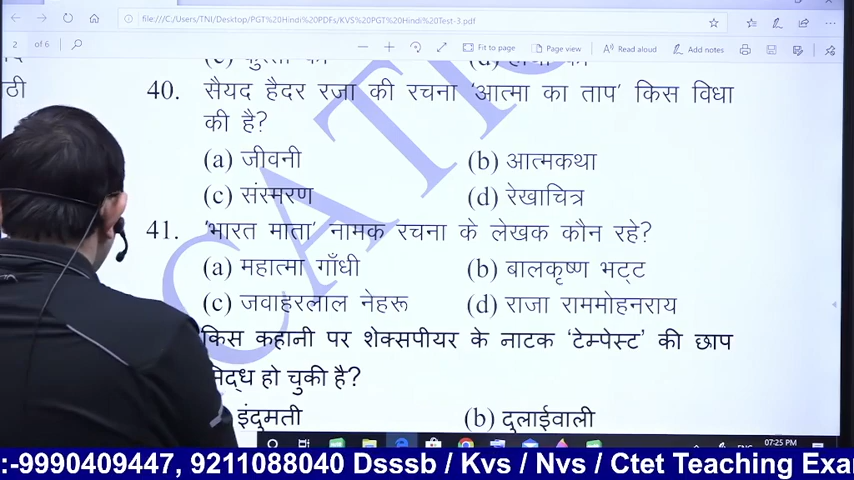 file:///C:/Users/TNI/Desktop/PGT%20Hindi%20PDFs/KVS%20PGT%20Hindi%20Test-3.pdf
2 of 6
Fit to page
Page view
Read aloud
Add notes
ठी
40. सैयद हैदर रजा की रचना 'आत्मा का ताप' किस विधा
की है?
(a) जीवनी (b) आत्मकथा
(c) संस्मरण (d) रेखाचित्र
41. 'भारत माता' नामक रचना के लेखक कौन रहे?
(a) महात्मा गाँधी (b) बालकृष्ण भट्ट
(c) जवाहरलाल नेहरू (d) राजा राममोहनराय
किस कहानी पर शेक्सपीयर के नाटक 'टेम्पेस्ट' की छाप
सिद्ध हो चुकी है?
इंदुमती (b) दुलाईवाली
CATIO
ENG
07:25 PM
:-9990409447, 9211088040 Dsssb / Kvs / Nvs / Ctet Teaching Exa